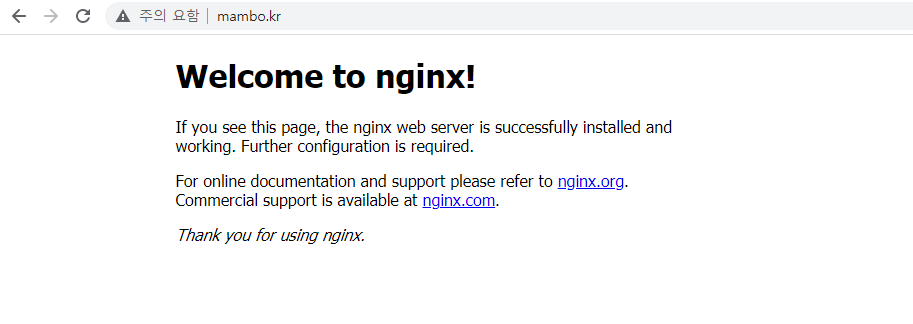 주의 요함 mambo.kr
Welcome to nginx!
If you see this page, the nginx web server is successfully installed and
working. Further configuration is required.
For online documentation and support please refer to nginx.org.
Commercial support is available at nginx.com.
Thank you for using nginx.